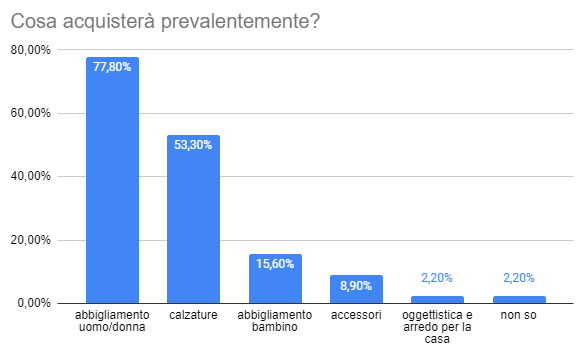 Cosa acquisterà prevalentemente?
80,00%
60,00%
40,00%
20,00%
0,00%
77,80%
53,30%
15,60%
8,90%
2,20%
2,20%
abbigliamento
uomo/donna
calzature
abbigliamento
bambino
accessori
oggettistica e
arredo per la
casa
non so